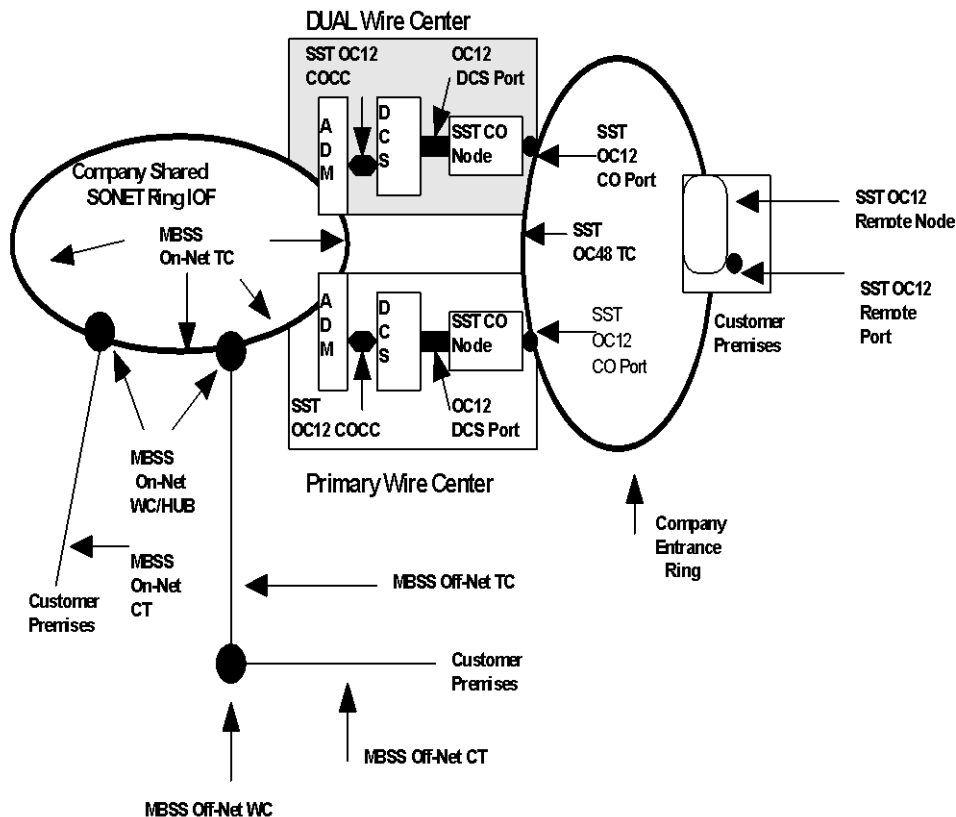 DUAL Wire Center
SST OC12
COCC
OC12
DCS Port
A
D
M
D
C
S
SST CO
Node
SST
OC12
CO Port
Company Shared
SONET Ring IOF
MBSS
On-Net TC
SST
OC48 TC
SST OC12
Remote Node
SST OC12
Remote
Port
Customer
Premises
A
D
M
D
C
S
SST CO
Node
SST
OC12
CO Port
SST
OC12 COCC
OC12
DCS Port
Primary Wire Center
MBSS
On-Net
WC/HUB
MBSS
On-Net
CT
Customer
Premises
Company
Entrance
Ring
MBSS Off-Net TC
Customer
Premises
MBSS Off-Net CT
MBSS Off-Net WC